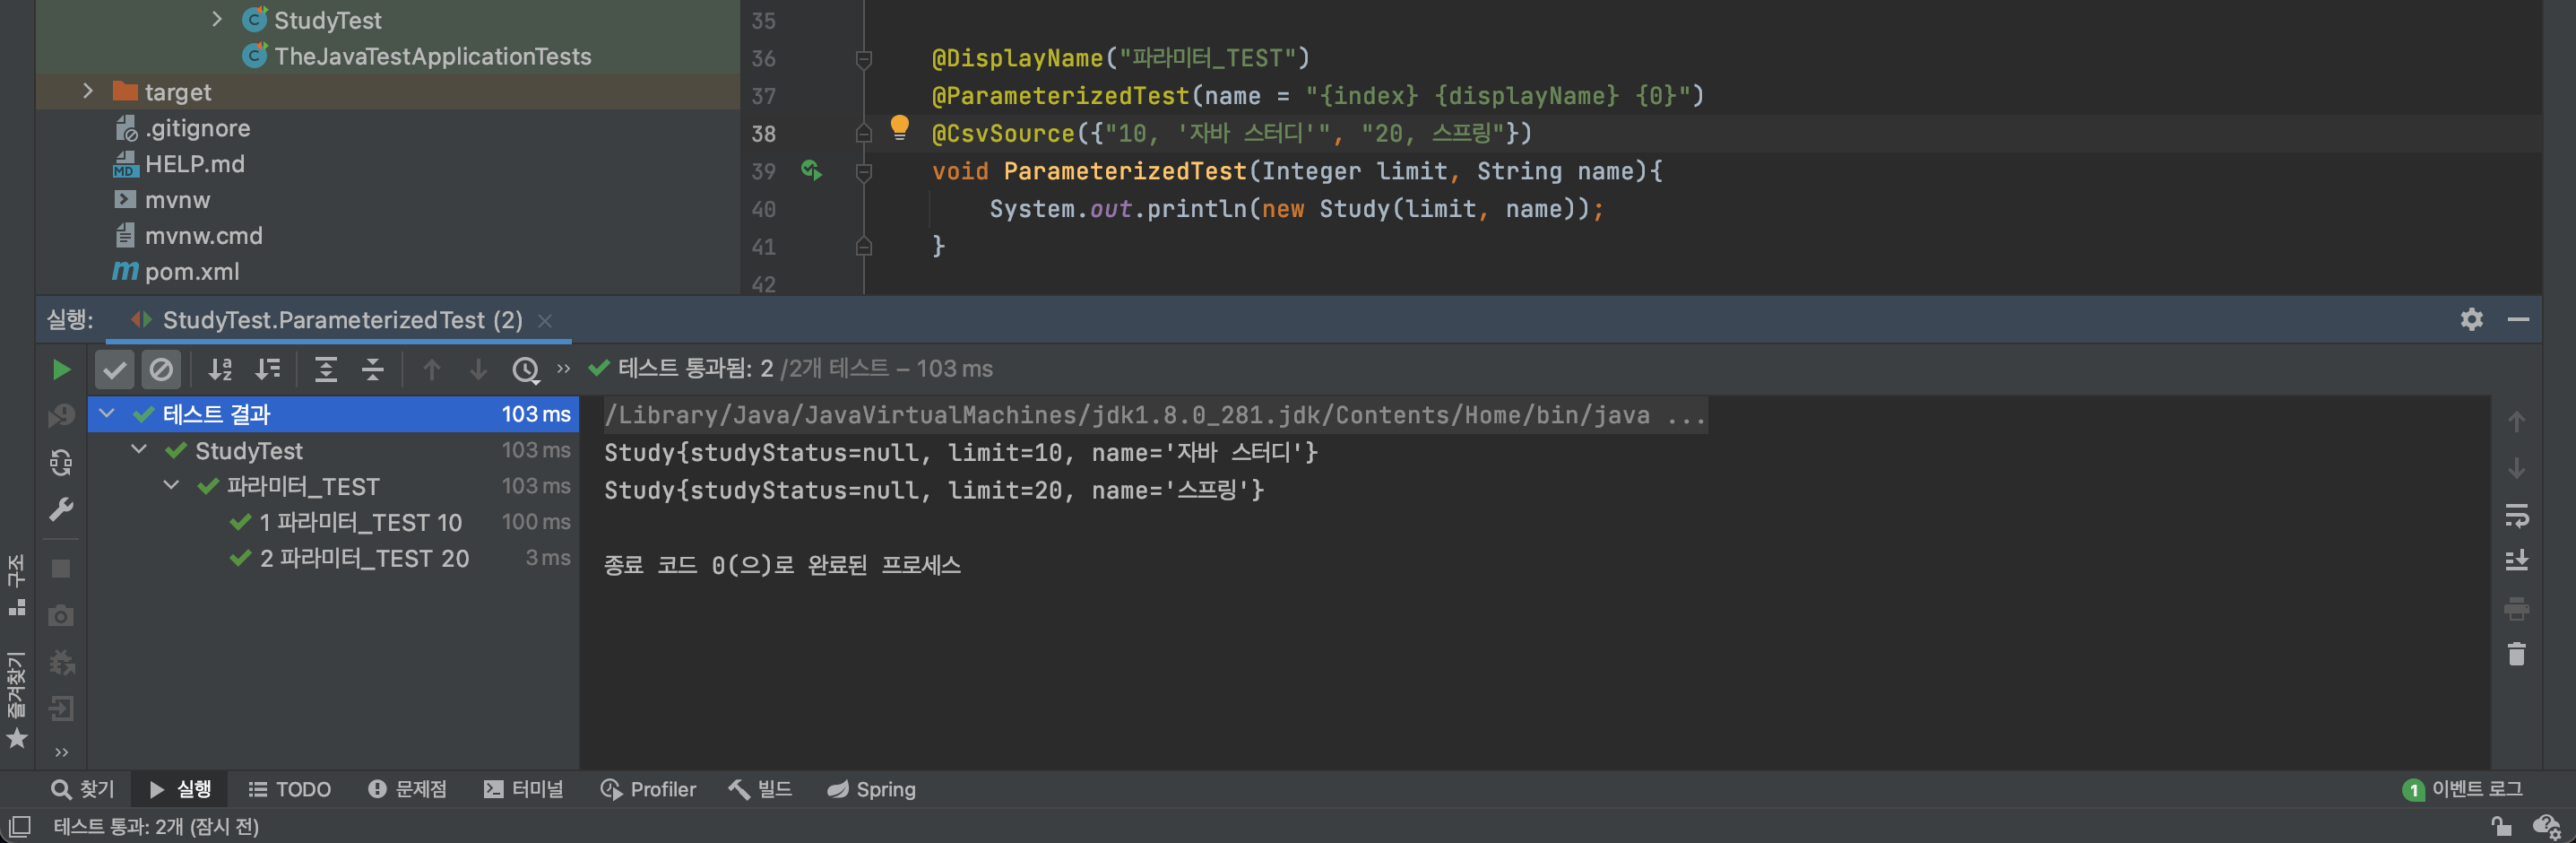 StudyTest
TheJavaTestApplicationTests
target
.gitignore
HELP.md
mvnw
mvnw.cmd
pom.xml
35
36 @DisplayName("파라미터_TEST")
37 @ParameterizedTest(name = "{index} {displayName} {0}")
38 @CsvSource({"10, '자바 스터디'", "20, 스프링"})
39 void ParameterizedTest(Integer limit, String name){
40 System.out.println(new Study(limit, name));
41 }
42
실행: StudyTest.ParameterizedTest (2)
테스트 통과됨: 2 /2개 테스트 – 103 ms
테스트 결과 103 ms
StudyTest 103 ms
파라미터_TEST 103 ms
1 파라미터_TEST 10 100 ms
2 파라미터_TEST 20 3 ms
/Library/Java/JavaVirtualMachines/jdk1.8.0_281.jdk/Contents/Home/bin/java ...
Study{studyStatus=null, limit=10, name='자바 스터디'}
Study{studyStatus=null, limit=20, name='스프링'}
종료 코드 0(으)로 완료된 프로세스
구조
즐겨찾기
찾기 실행 TODO 문제점 터미널 Profiler 빌드 Spring 1 이벤트 로그
테스트 통과: 2개 (잠시 전)